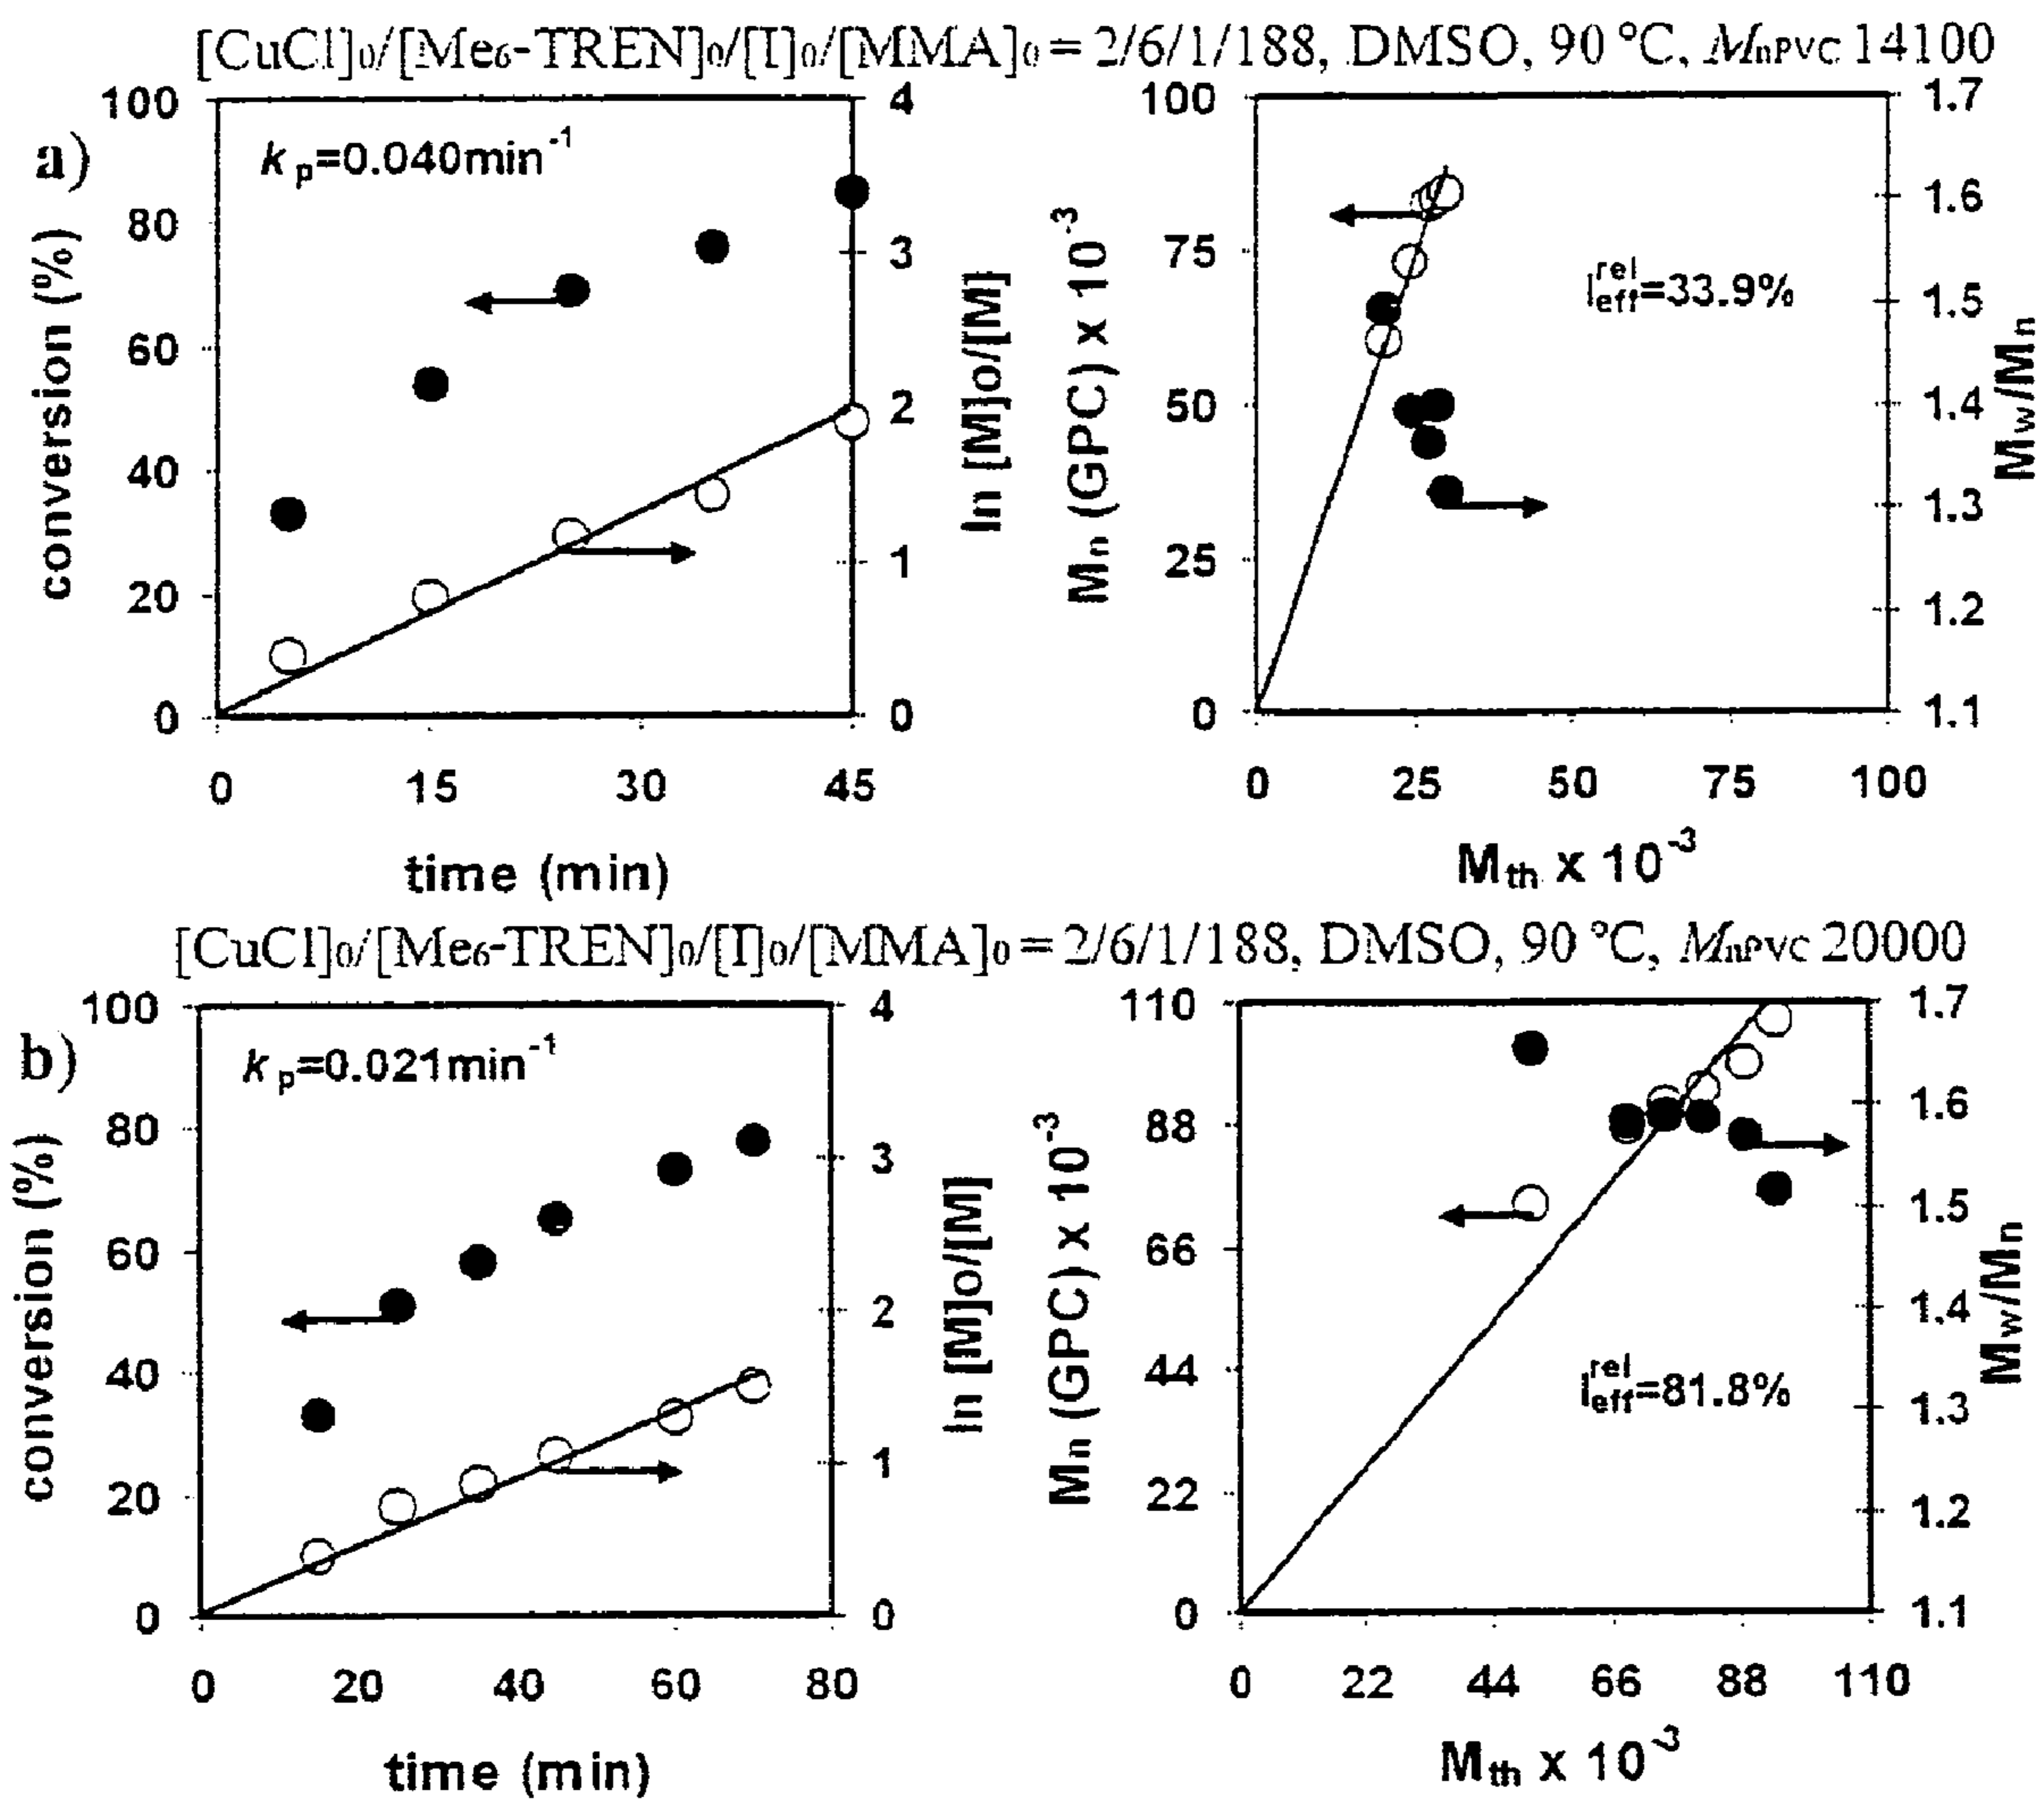 [CuCl]0/[Me6-TREN]0/[I]0/[MMA]0 = 2/6/1/188, DMSO, 90 °C, MnPVC 14100
a)
kp=0.040min-1
conversion (%)
100
80
60
40
20
0
4
3
2
1
0
ln [M]o/[M]
0 15 30 45
time (min)
Mn (GPC) x 10-3
100
75
50
25
0
Ieffrel=33.9%
1.7
1.6
1.5
1.4
1.3
1.2
1.1
Mw/Mn
0 25 50 75 100
Mth x 10-3
[CuCl]0/[Me6-TREN]0/[I]0/[MMA]0 = 2/6/1/188, DMSO, 90 °C, MnPVC 20000
b)
kp=0.021min-1
conversion (%)
100
80
60
40
20
0
4
3
2
1
0
ln [M]o/[M]
0 20 40 60 80
time (min)
Mn (GPC) x 10-3
110
88
66
44
22
0
Ieffrel=81.8%
1.7
1.6
1.5
1.4
1.3
1.2
1.1
Mw/Mn
0 22 44 66 88 110
Mth x 10-3